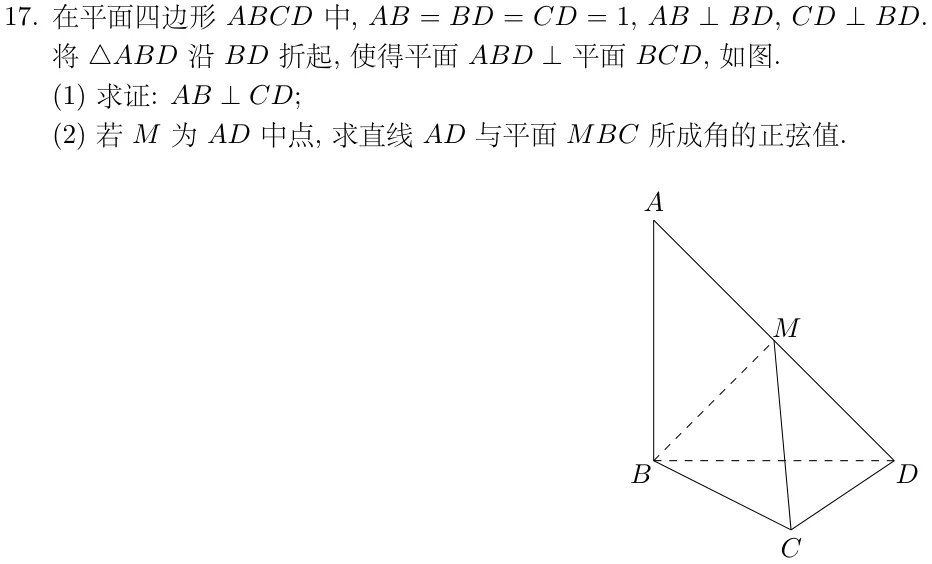 17. 在平面四边形 ABCD 中, AB = BD = CD = 1, AB ⊥ BD, CD ⊥ BD.
将 △ABD 沿 BD 折起, 使得平面 ABD ⊥ 平面 BCD, 如图.
(1) 求证: AB ⊥ CD;
(2) 若 M 为 AD 中点, 求直线 AD 与平面 MBC 所成角的正弦值.
A
M
B
D
C